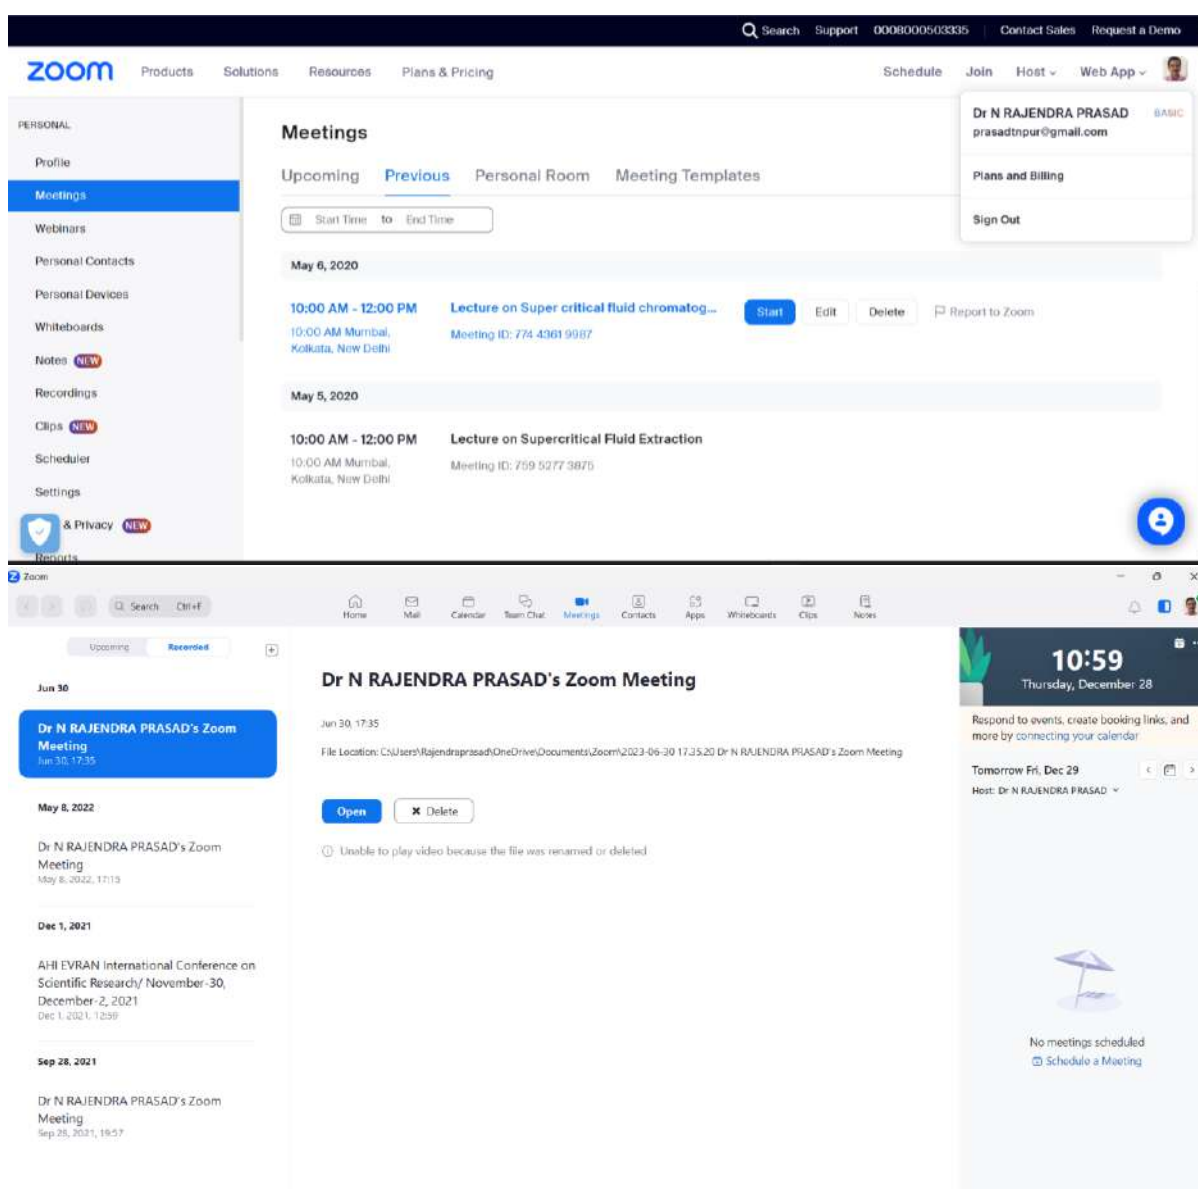 Search Support 0008000503335 Contact Sales Request a Demo
zoom Products Solutions Resources Plans & Pricing Schedule Join Host Web App
Dr N RAJENDRA PRASAD BASIC
prasadtnpur@gmail.com
Plans and Billing
Sign Out
PERSONAL
Profile
Meetings
Webinars
Personal Contacts
Personal Devices
Whiteboards
Notes NEW
Recordings
Clips NEW
Scheduler
Settings
& Privacy NEW
Reports
Meetings
Upcoming Previous Personal Room Meeting Templates
Start Time to End Time
May 6, 2020
10:00 AM - 12:00 PM Lecture on Super critical fluid chromatog... Start Edit Delete Report to Zoom
10:00 AM Mumbai, Meeting ID: 774 4361 9987
Kolkata, New Delhi
May 5, 2020
10:00 AM - 12:00 PM Lecture on Supercritical Fluid Extraction
10:00 AM Mumbai, Meeting ID: 759 5277 3875
Kolkata, New Delhi
Zoom
Search Ctrl+F Home Mail Calendar Team Chat Meetings Contacts Apps Whiteboards Clips Notes
Upcoming Recorded
Jun 30
Dr N RAJENDRA PRASAD's Zoom
Meeting
Jun 30, 17:35
May 8, 2022
Dr N RAJENDRA PRASAD's Zoom
Meeting
May 8, 2022, 17:15
Dec 1, 2021
AHI EVRAN International Conference on
Scientific Research/ November-30,
December-2, 2021
Dec 1, 2021, 12:59
Sep 28, 2021
Dr N RAJENDRA PRASAD's Zoom
Meeting
Sep 28, 2021, 19:57
Dr N RAJENDRA PRASAD's Zoom Meeting
Jun 30, 17:35
File Location: C:\Users\Rajendraprasad\OneDrive\Documents\Zoom\2023-06-30 17.35.20 Dr N RAJENDRA PRASAD's Zoom Meeting
Open Delete
Unable to play video because the file was renamed or deleted
10:59
Thursday, December 28
Respond to events, create booking links, and
more by connecting your calendar
Tomorrow Fri, Dec 29
Host: Dr N RAJENDRA PRASAD
No meetings scheduled
Schedule a Meeting